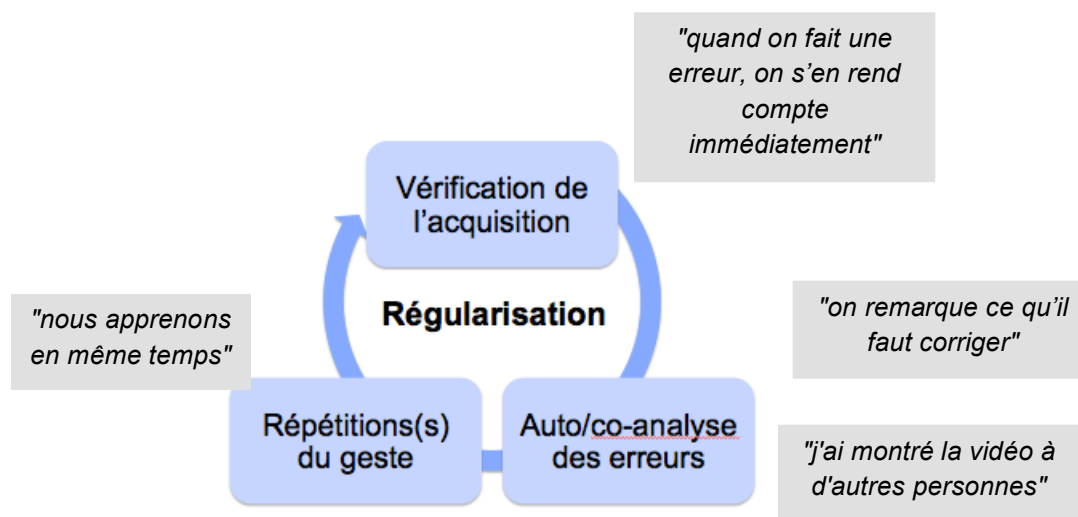 "quand on fait une
erreur, on s’en rend
compte
immédiatement"
Vérification de
l’acquisition
Régularisation
"nous apprenons
en même temps"
"on remarque ce qu’il
faut corriger"
Répétitions(s)
du geste
Auto/co-analyse
des erreurs
"j'ai montré la vidéo à
d'autres personnes"